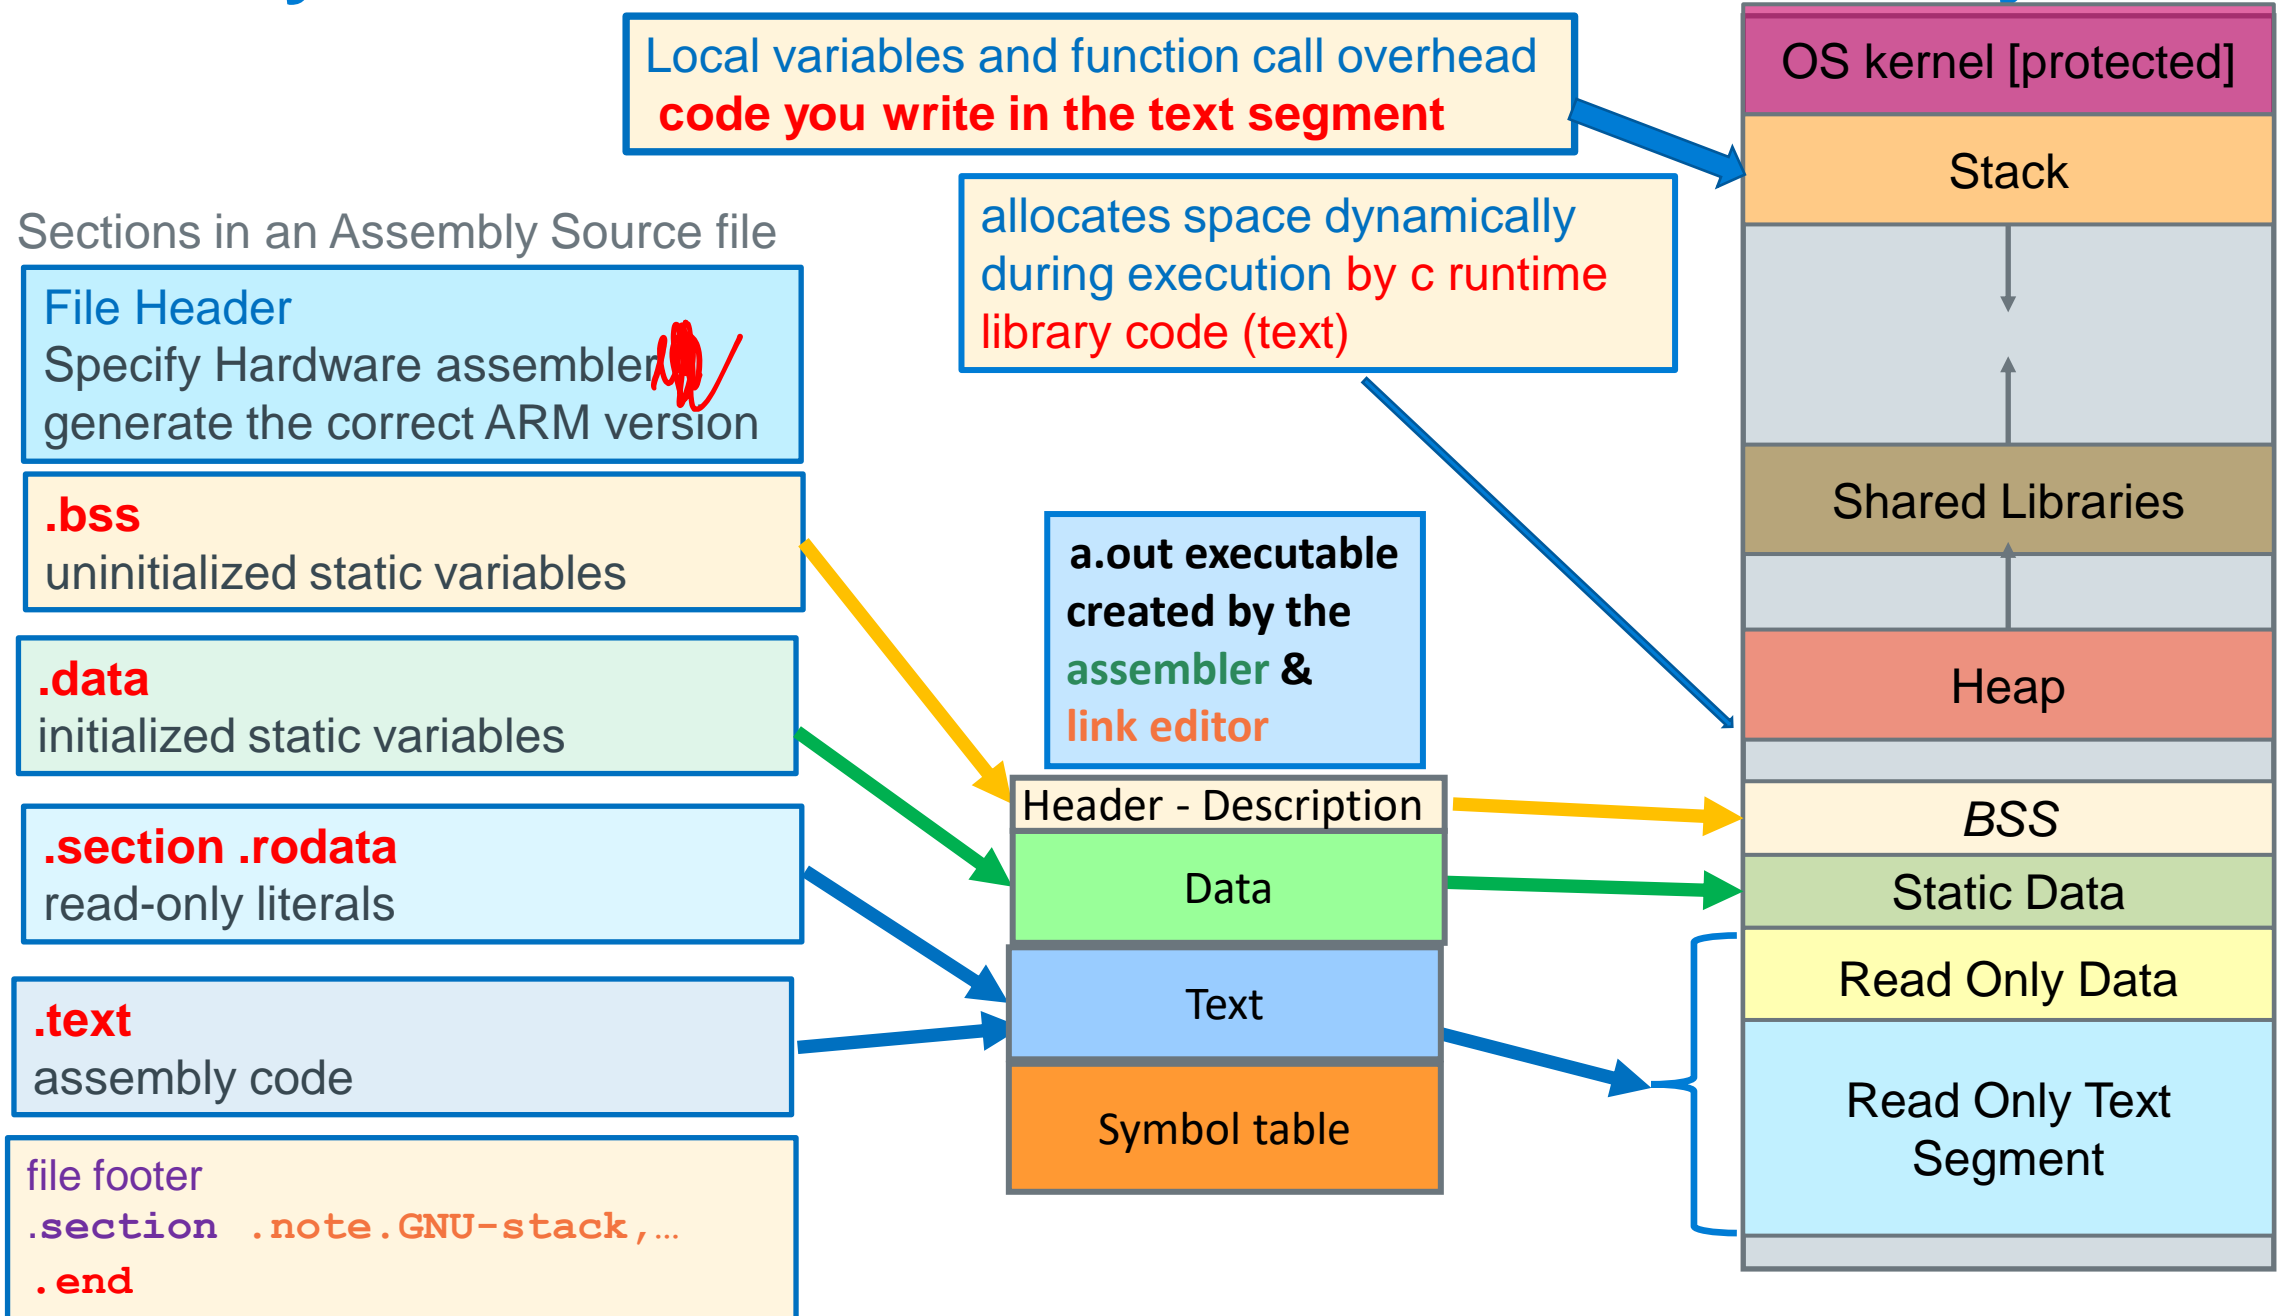 Local variables and function call overhead
code you write in the text segment
allocates space dynamically
during execution by c runtime
library code (text)
Sections in an Assembly Source file
File Header
Specify Hardware assembler
generate the correct ARM version
.bss
uninitialized static variables
.data
initialized static variables
.section .rodata
read-only literals
.text
assembly code
file footer
.section .note.GNU-stack,…
.end
a.out executable
created by the
assembler &
link editor
Header - Description
Data
Text
Symbol table
OS kernel [protected]
Stack
Shared Libraries
Heap
BSS
Static Data
Read Only Data
Read Only Text
Segment